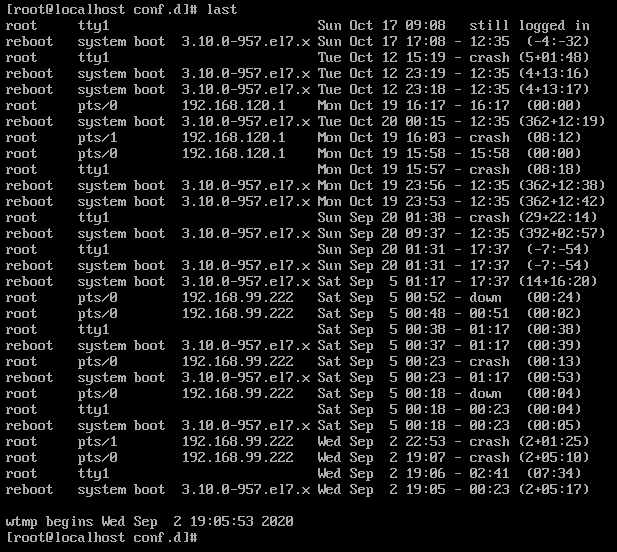 [root@localhost conf.d]# last
root     tty1                          Sun Oct 17 09:08   still logged in
reboot   system boot  3.10.0-957.el7.x Sun Oct 17 17:08 - 12:35  (-4:-32)
root     tty1                          Tue Oct 12 15:19 - crash (5+01:48)
reboot   system boot  3.10.0-957.el7.x Tue Oct 12 23:19 - 12:35 (4+13:16)
reboot   system boot  3.10.0-957.el7.x Tue Oct 12 23:18 - 12:35 (4+13:17)
root     pts/0        192.168.120.1    Mon Oct 19 16:17 - 16:17  (00:00)
reboot   system boot  3.10.0-957.el7.x Tue Oct 20 00:15 - 12:35 (362+12:19)
root     pts/1        192.168.120.1    Mon Oct 19 16:03 - crash  (08:12)
root     pts/0        192.168.120.1    Mon Oct 19 15:58 - 15:58  (00:00)
root     tty1                          Mon Oct 19 15:57 - crash  (08:18)
reboot   system boot  3.10.0-957.el7.x Mon Oct 19 23:56 - 12:35 (362+12:38)
reboot   system boot  3.10.0-957.el7.x Mon Oct 19 23:53 - 12:35 (362+12:42)
root     tty1                          Sun Sep 20 01:38 - crash (29+22:14)
reboot   system boot  3.10.0-957.el7.x Sun Sep 20 09:37 - 12:35 (392+02:57)
root     tty1                          Sun Sep 20 01:31 - 17:37  (-7:-54)
reboot   system boot  3.10.0-957.el7.x Sun Sep 20 01:31 - 17:37  (-7:-54)
reboot   system boot  3.10.0-957.el7.x Sat Sep  5 01:17 - 17:37 (14+16:20)
root     pts/0        192.168.99.222   Sat Sep  5 00:52 - down   (00:24)
root     pts/0        192.168.99.222   Sat Sep  5 00:48 - 00:51  (00:02)
root     tty1                          Sat Sep  5 00:38 - 01:17  (00:38)
reboot   system boot  3.10.0-957.el7.x Sat Sep  5 00:37 - 01:17  (00:39)
root     pts/0        192.168.99.222   Sat Sep  5 00:23 - crash  (00:13)
reboot   system boot  3.10.0-957.el7.x Sat Sep  5 00:23 - 01:17  (00:53)
root     pts/0        192.168.99.222   Sat Sep  5 00:18 - down   (00:04)
root     tty1                          Sat Sep  5 00:18 - 00:23  (00:04)
reboot   system boot  3.10.0-957.el7.x Sat Sep  5 00:18 - 00:23  (00:05)
root     pts/1        192.168.99.222   Wed Sep  2 22:53 - crash (2+01:25)
root     pts/0        192.168.99.222   Wed Sep  2 19:07 - crash (2+05:10)
root     tty1                          Wed Sep  2 19:06 - 02:41  (07:34)
reboot   system boot  3.10.0-957.el7.x Wed Sep  2 19:05 - 00:23 (2+05:17)
wtmp begins Wed Sep  2 19:05:53 2020
[root@localhost conf.d]#